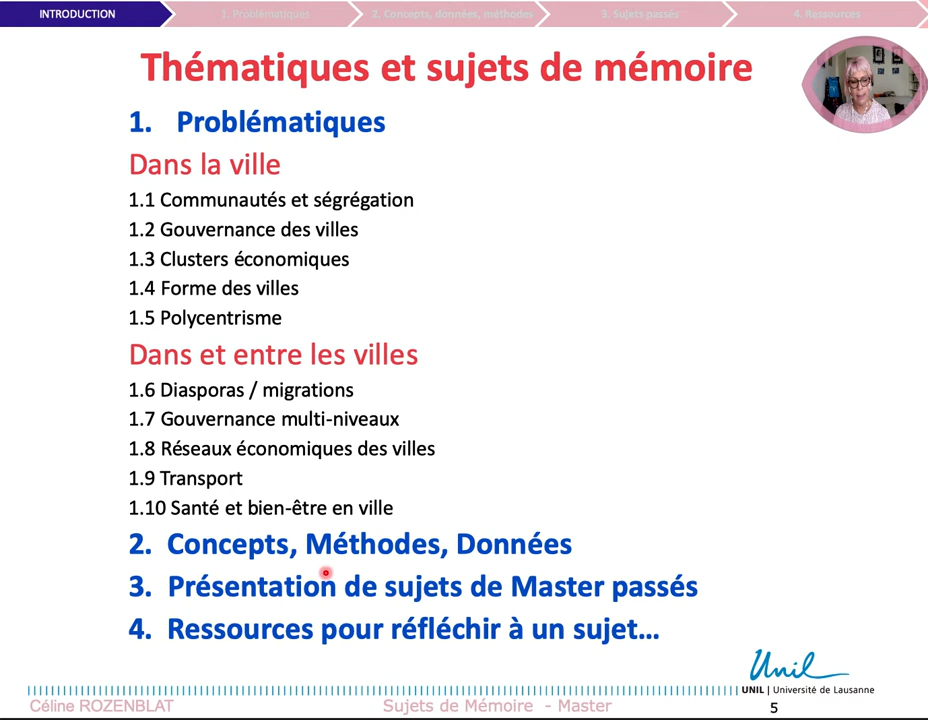 INTRODUCTION
1. Problématiques
2. Concepts, données, méthodes
3. Sujets passés
4. Ressources
Thématiques et sujets de mémoire
1. Problématiques
Dans la ville
1.1 Communautés et ségrégation
1.2 Gouvernance des villes
1.3 Clusters économiques
1.4 Forme des villes
1.5 Polycentrisme
Dans et entre les villes
1.6 Diasporas / migrations
1.7 Gouvernance multi-niveaux
1.8 Réseaux économiques des villes
1.9 Transport
1.10 Santé et bien-être en ville
2. Concepts, Méthodes, Données
3. Présentation de sujets de Master passés
4. Ressources pour réfléchir à un sujet...
Unil
UNIL | Université de Lausanne
Céline ROZENBLAT
Sujets de Mémoire - Master
5